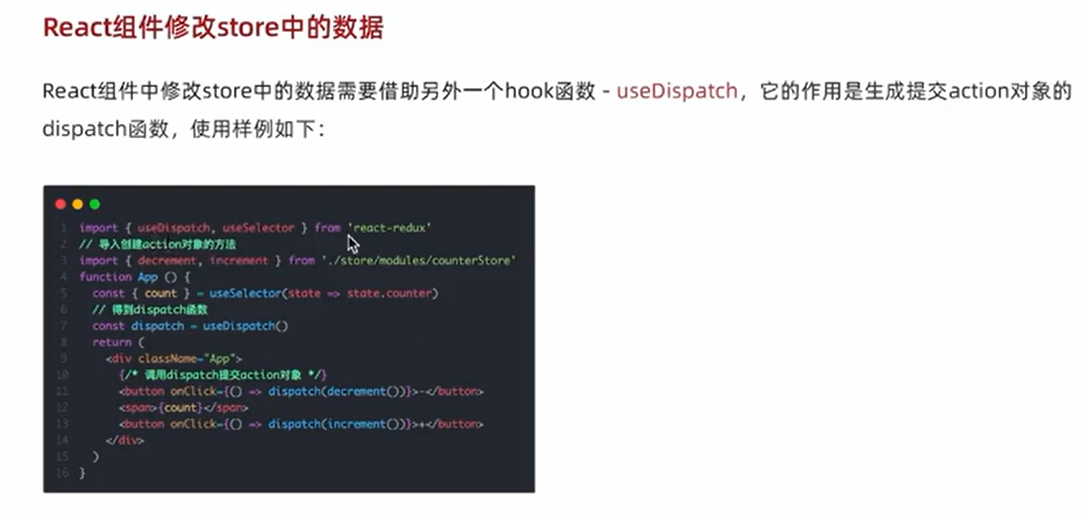 React组件修改store中的数据
React组件中修改store中的数据需要借助另外一个hook函数 - useDispatch，它的作用是生成提交action对象的
dispatch函数，使用样例如下：
1 import { useDispatch, useSelector } from 'react-redux'
2 // 导入创建action对象的方法
3 import { decrement, increment } from './store/modules/counterStore'
4 function App () {
5 const { count } = useSelector(state => state.counter)
6 // 得到dispatch函数
7 const dispatch = useDispatch()
8 return (
9 <div className="App">
10 {/* 调用dispatch提交action对象 */}
11 <button onClick={() => dispatch(decrement())}>-</button>
12 <span>{count}</span>
13 <button onClick={() => dispatch(increment())}>+</button>
14 </div>
15 )
16 }